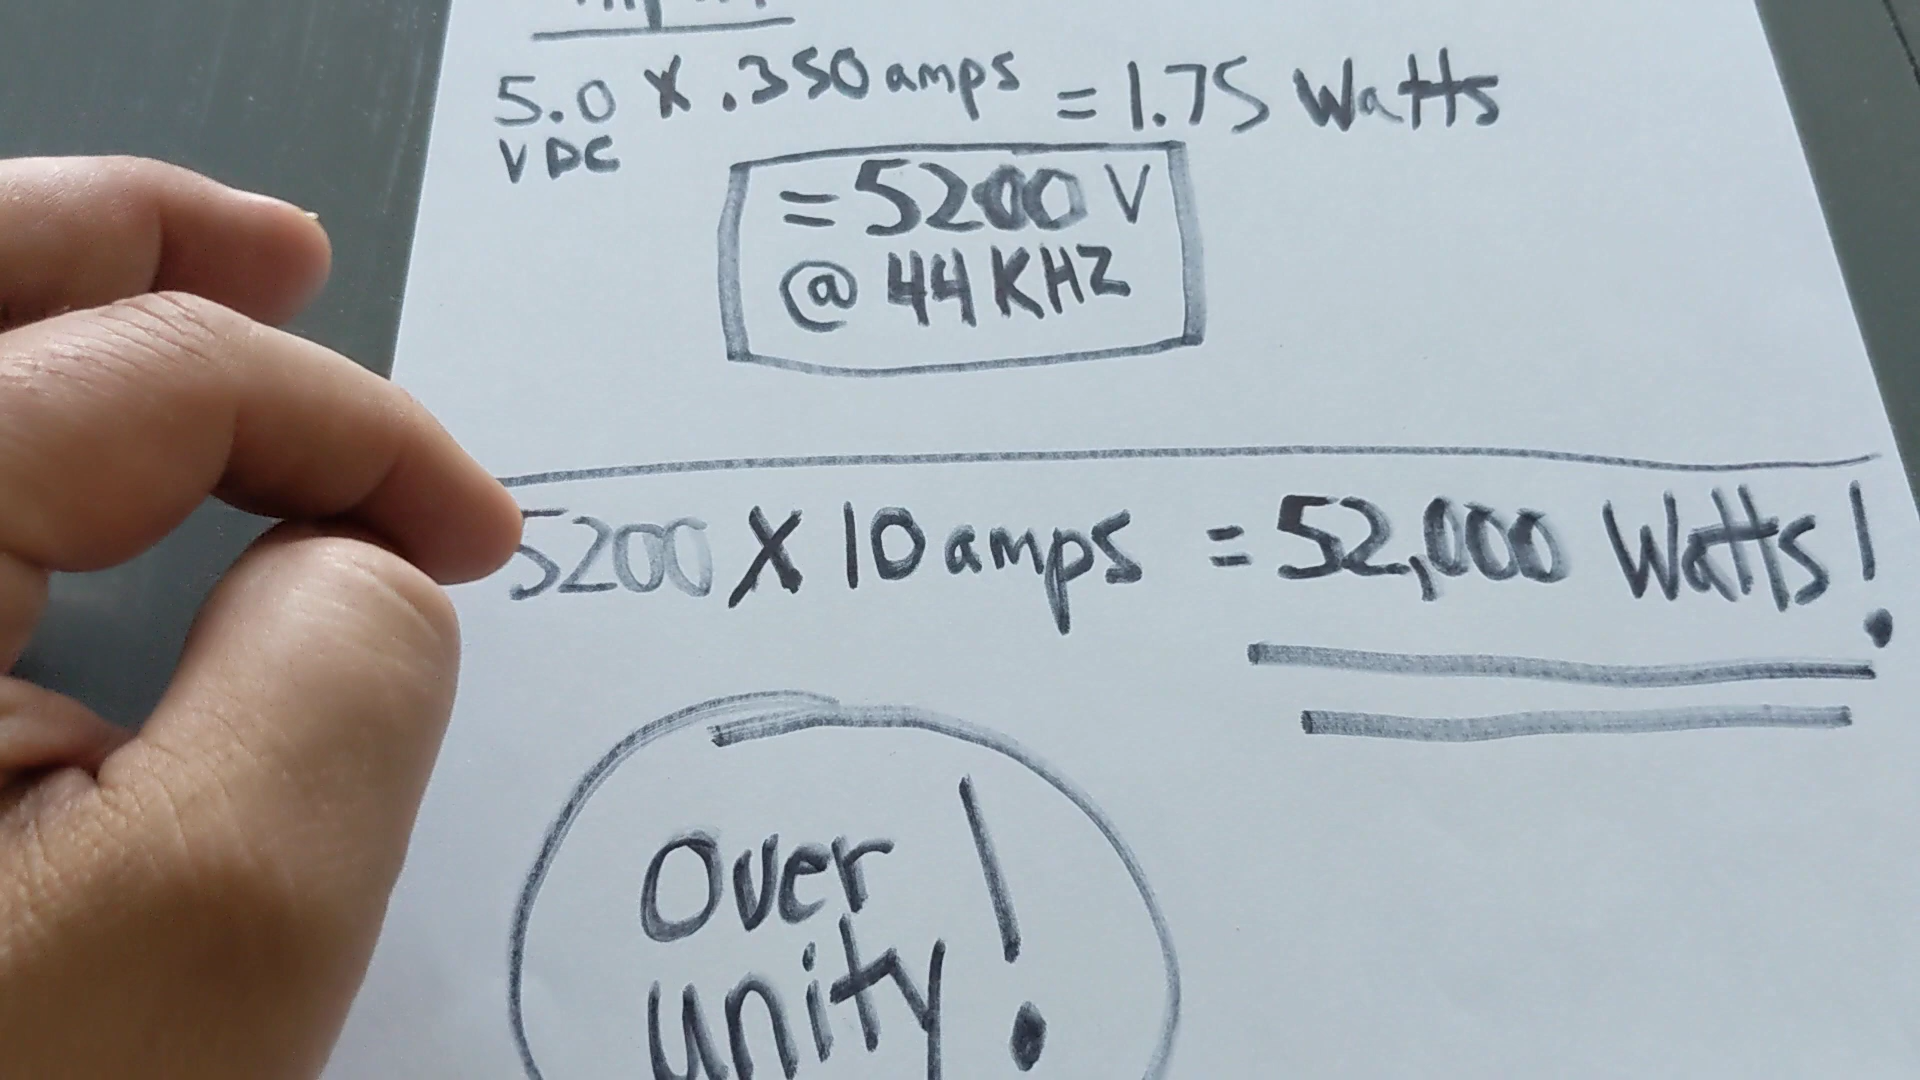 5.0 X .350 amps = 1.75 Watts
VDC
= 5200 V
@ 44 KHZ
5200 X 10 amps = 52,000 Watts!
Over
unity!